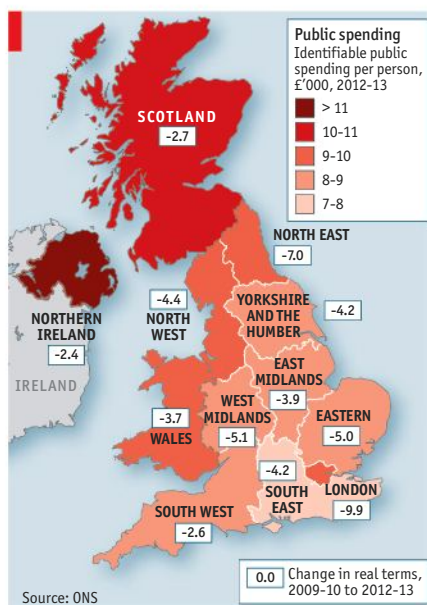 Public spending
Identifiable public
spending per person,
£’000, 2012-13
> 11
10-11
9-10
8-9
7-8
SCOTLAND
-2.7
NORTH EAST
-7.0
-4.4
NORTH
WEST
YORKSHIRE
AND THE
HUMBER
-4.2
NORTHERN
IRELAND
-2.4
IRELAND
EAST
MIDLANDS
-3.9
WEST
MIDLANDS
-5.1
EASTERN
-5.0
-3.7
WALES
-4.2
SOUTH
EAST
LONDON
-9.9
SOUTH WEST
-2.6
0.0 Change in real terms,
2009-10 to 2012-13
Source: ONS